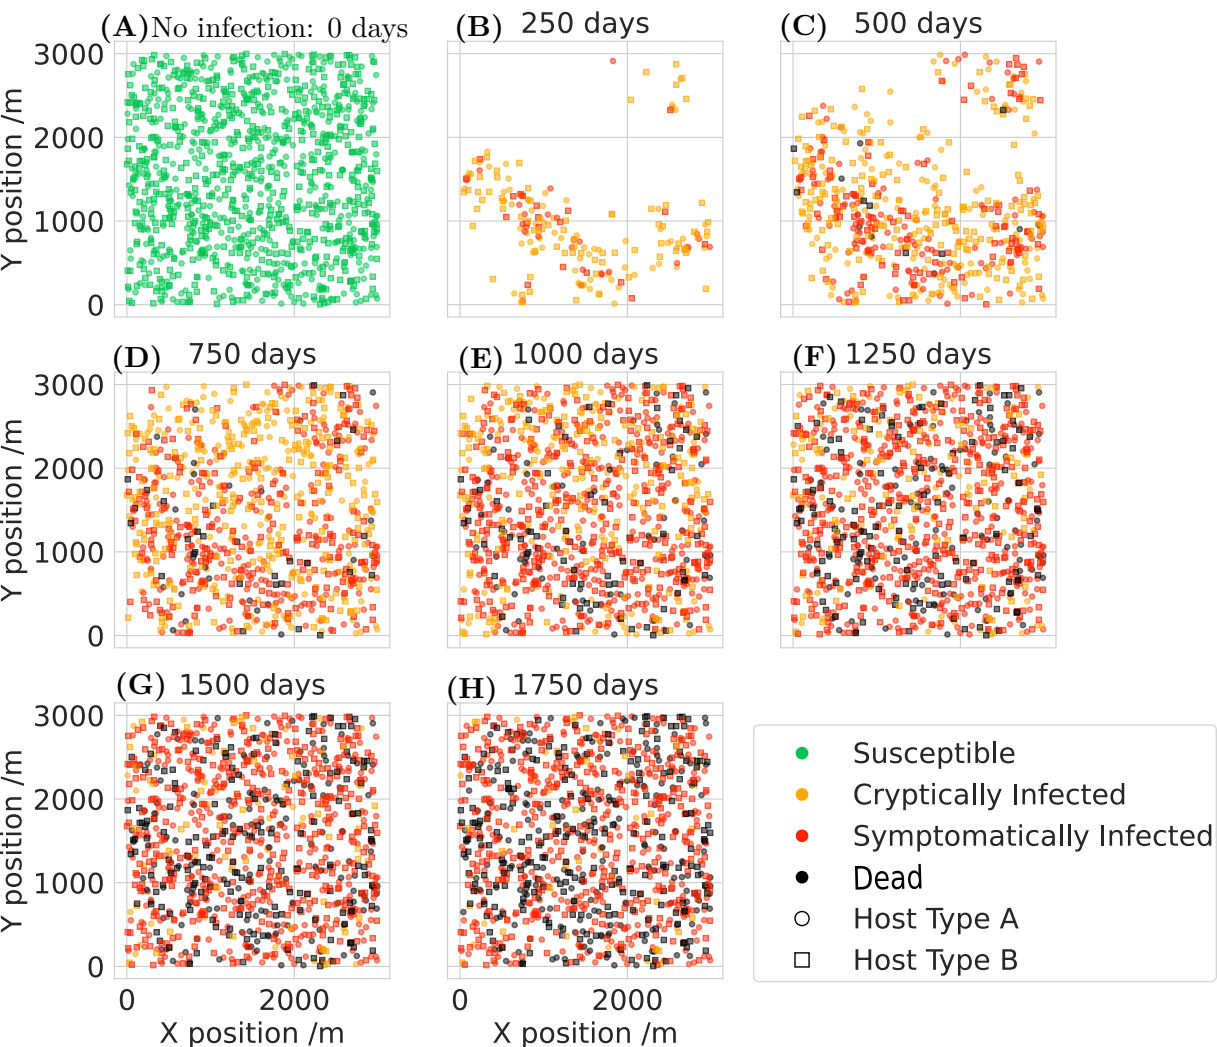 (A) No infection: 0 days
(B) 250 days
(C) 500 days
3000
2000
1000
0
Y position /m
(D) 750 days
(E) 1000 days
(F) 1250 days
3000
2000
1000
0
Y position /m
(G) 1500 days
(H) 1750 days
3000
2000
1000
0
Y position /m
0 2000
X position /m
0 2000
X position /m
Susceptible
Cryptically Infected
Symptomatically Infected
Dead
Host Type A
Host Type B